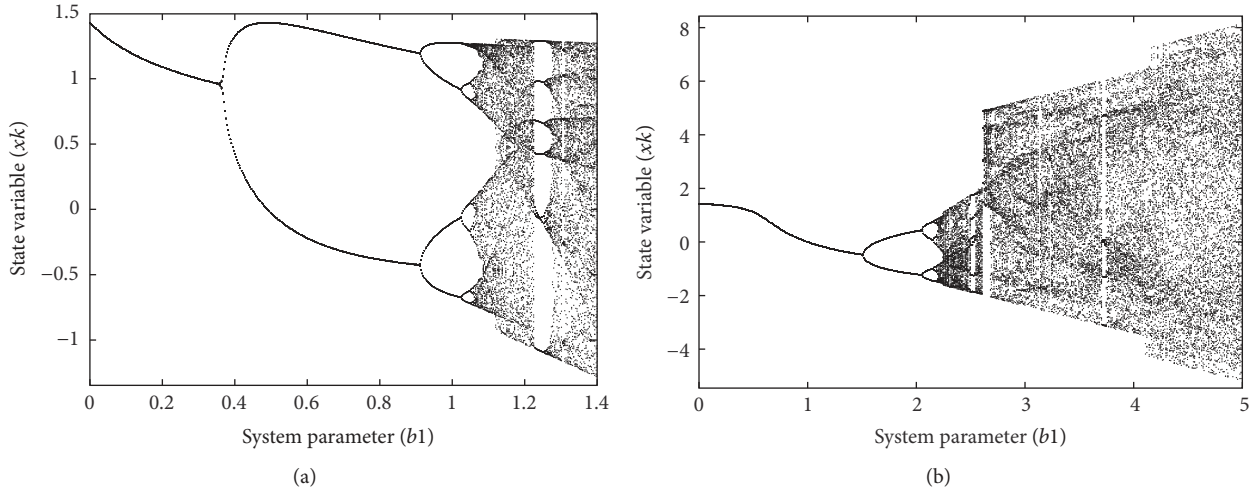 1.5
1
0.5
0
−0.5
−1
State variable (xk)
0 0.2 0.4 0.6 0.8 1 1.2 1.4
System parameter (b1)
(a)
8
6
4
2
0
−2
−4
State variable (xk)
0 1 2 3 4 5
System parameter (b1)
(b)